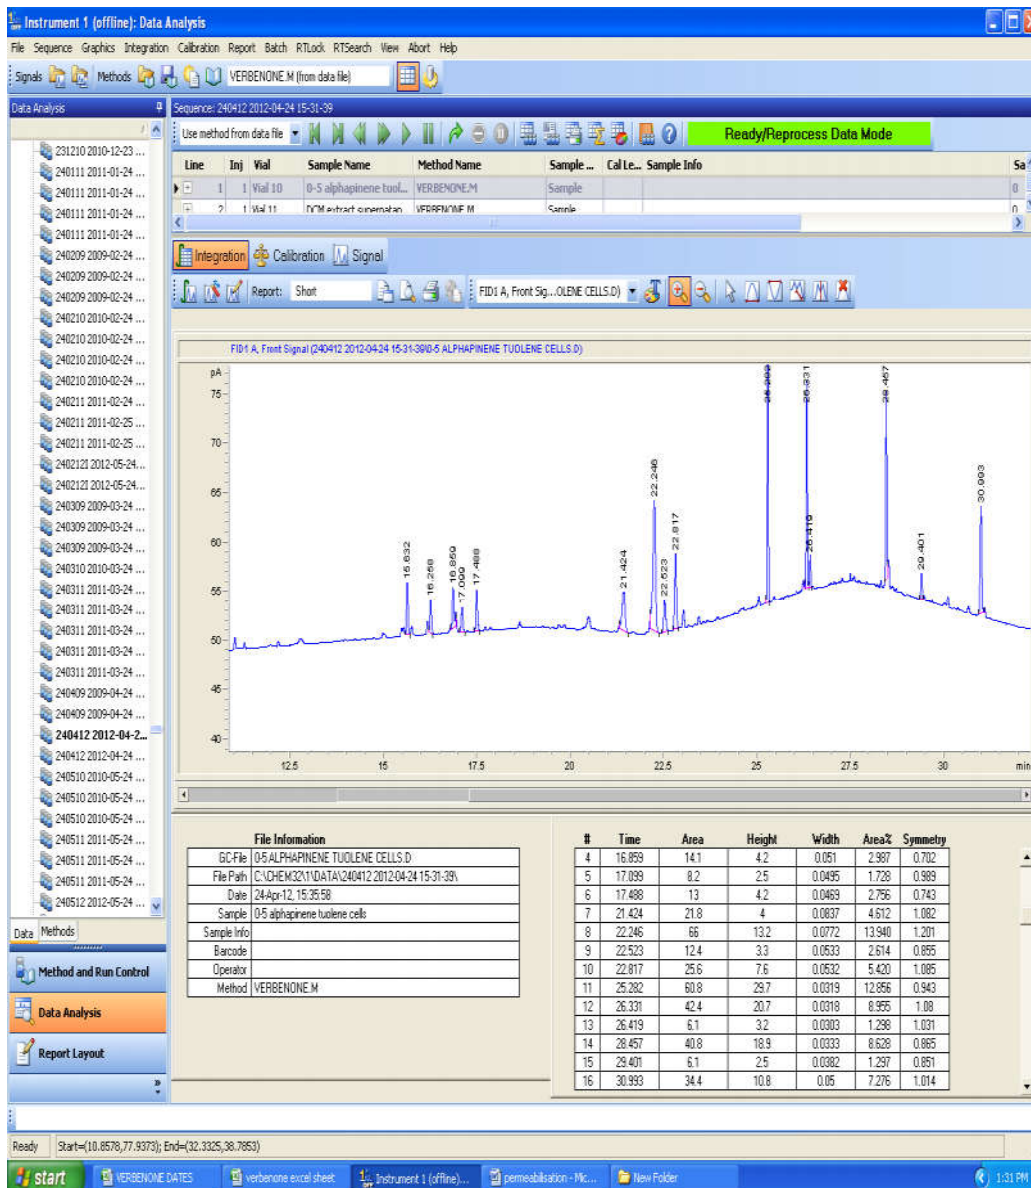 Instrument 1 (offline): Data Analysis
File Sequence Graphics Integration Calibration Report Batch RTLock RTSearch View Abort Help
Signals Methods VERBENONE.M (from data file)
Data Analysis
Sequence: 240412 2012-04-24 15-31-39
Use method from data file Ready/Reprocess Data Mode
Line Inj Vial Sample Name Method Name Sample ... Cal Le... Sample Info Sa
1 1 Vial 10 0-5 alphapinene tuol... VERBENONE.M Sample 0
2 1 Vial 11 DCM extract supernatan VERBENONE.M Sample 0
Integration Calibration Signal
Report: Short FID1 A, Front Sig...OLENE CELLS.D)
231210 2010-12-23 ...
240111 2011-01-24 ...
240111 2011-01-24 ...
240111 2011-01-24 ...
240111 2011-01-24 ...
240209 2009-02-24 ...
240209 2009-02-24 ...
240209 2009-02-24 ...
240210 2010-02-24 ...
240210 2010-02-24 ...
240210 2010-02-24 ...
240210 2010-02-24 ...
240211 2011-02-24 ...
240211 2011-02-25 ...
240211 2011-02-25 ...
240212I 2012-05-24...
240212I 2012-05-24...
240309 2009-03-24 ...
240309 2009-03-24 ...
240309 2009-03-24 ...
240310 2010-03-24 ...
240311 2011-03-24 ...
240311 2011-03-24 ...
240311 2011-03-24 ...
240311 2011-03-24 ...
240311 2011-03-24 ...
240409 2009-04-24 ...
240409 2009-04-24 ...
240412 2012-04-2...
240412 2012-04-24 ...
240510 2010-05-24 ...
240510 2010-05-24 ...
240510 2010-05-24 ...
240511 2011-05-24 ...
240511 2011-05-24 ...
240511 2011-05-24 ...
240512 2012-05-24 ...
Data Methods
Method and Run Control
Data Analysis
Report Layout
FID1 A, Front Signal (240412 2012-04-24 15-31-39\0-5 ALPHAPINENE TUOLENE CELLS.D)
pA
75
70
65
60
55
50
45
40
15.632
16.258
16.859
17.099
17.488
21.424
22.246
22.523
22.817
26.331
26.419
28.457
29.401
30.993
12.5 15 17.5 20 22.5 25 27.5 30 min
File Information
GC-File 0-5 ALPHAPINENE TUOLENE CELLS.D
File Path C:\CHEM32\1\DATA\240412 2012-04-24 15-31-39\
Date 24-Apr-12, 15:35:58
Sample 0-5 alphapinene tuolene cells
Sample Info
Barcode
Operator
Method VERBENONE.M
# Time Area Height Width Area% Symmetry
4 16.859 14.1 4.2 0.051 2.987 0.702
5 17.099 8.2 2.5 0.0495 1.728 0.989
6 17.488 13 4.2 0.0469 2.756 0.743
7 21.424 21.8 4 0.0837 4.612 1.082
8 22.246 66 13.2 0.0772 13.940 1.201
9 22.523 12.4 3.3 0.0533 2.614 0.855
10 22.817 25.6 7.6 0.0532 5.420 1.085
11 25.282 60.8 29.7 0.0319 12.856 0.943
12 26.331 42.4 20.7 0.0318 8.955 1.08
13 26.419 6.1 3.2 0.0303 1.298 1.031
14 28.457 40.8 18.9 0.0333 8.628 0.865
15 29.401 6.1 2.5 0.0382 1.297 0.851
16 30.993 34.4 10.8 0.05 7.276 1.014
Ready Start=(10.8578,77.9373); End=(32.3325,38.7853)
start VERBENONE DATES verbenone excel sheet Instrument 1 (offline)... permeabilisation - Mic... New Folder 1:31 PM